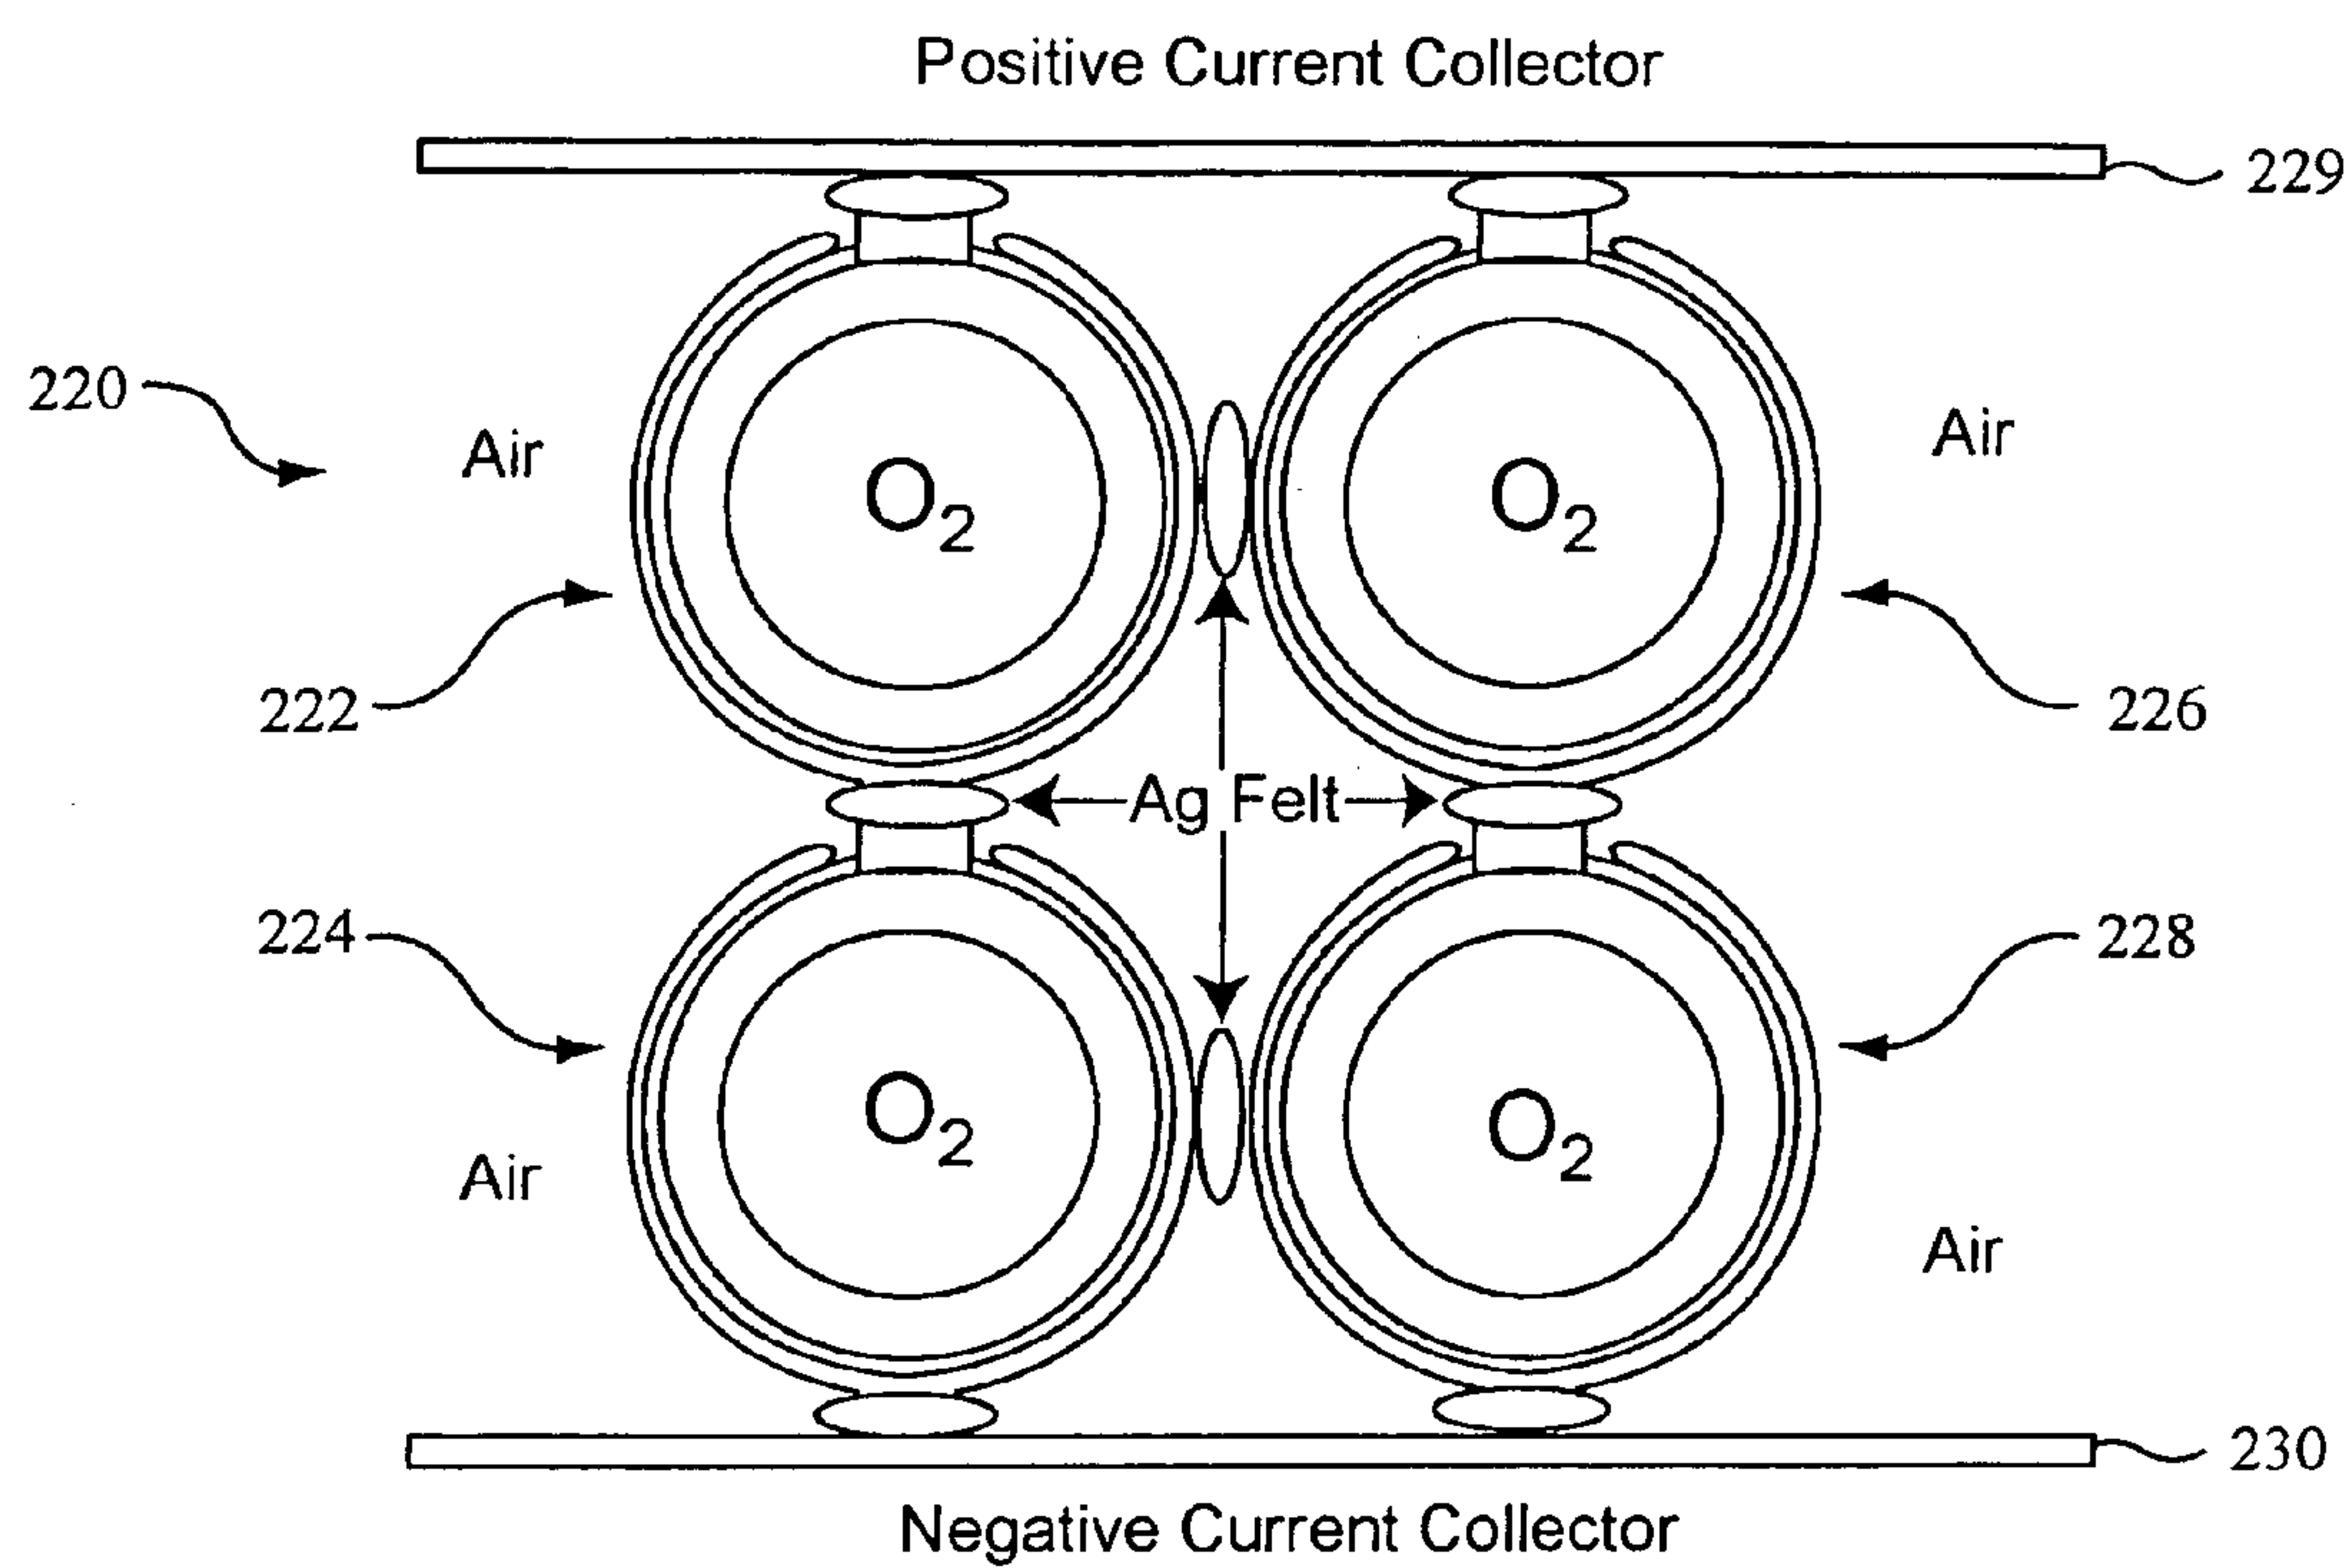 Positive Current Collector
229
220
Air
Air
O2
O2
222
226
Ag Felt
224
228
O2
O2
Air
Air
230
Negative Current Collector